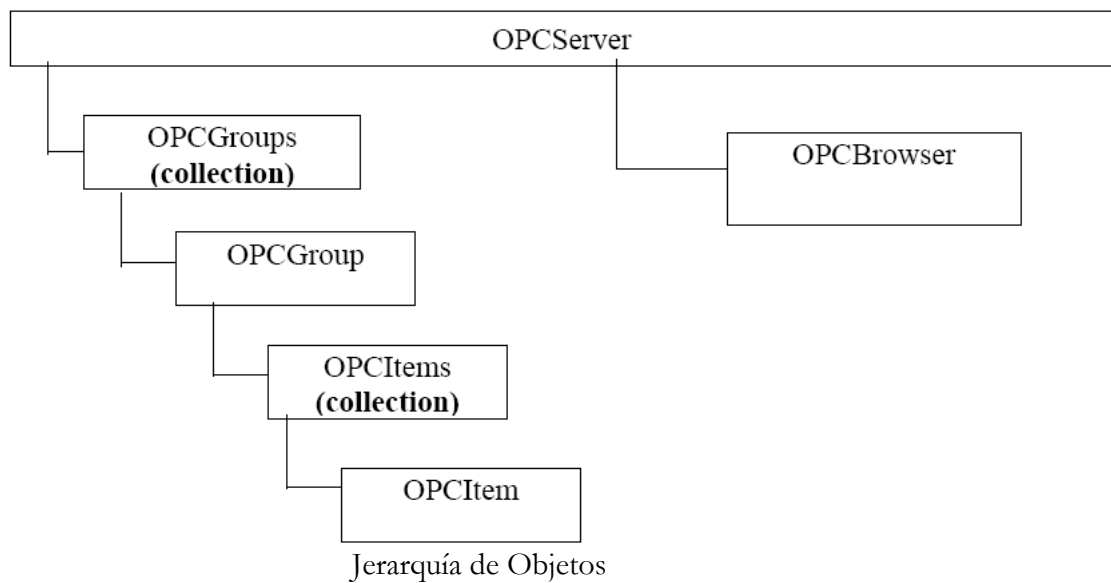 OPCServer
OPCGroups
(collection)
OPCBrowser
OPCGroup
OPCItems
(collection)
OPCItem
Jerarquía de Objetos